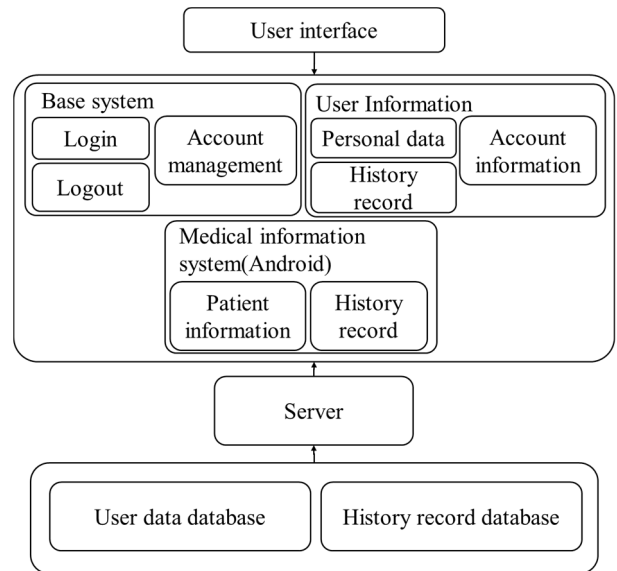 User interface
Base system
Login
Logout
Account
management
User Information
Personal data
History
record
Account
information
Medical information
system(Android)
Patient
information
History
record
Server
User data database
History record database